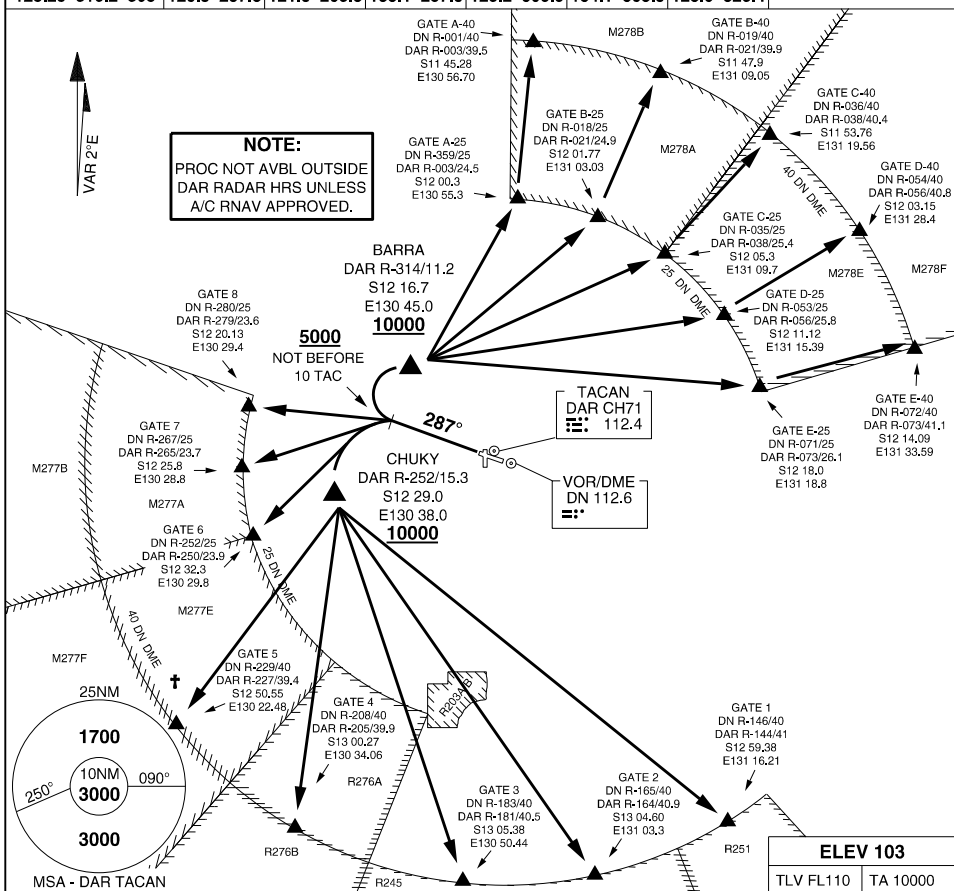 GATE A-40
DN R-001/40
DAR R-003/39.5
S11 45.28
E130 56.70
M278B
GATE B-40
DN R-019/40
DAR R-021/39.9
S11 47.9
E131 09.05
VAR 2°E
NOTE:
PROC NOT AVBL OUTSIDE
DAR RADAR HRS UNLESS
A/C RNAV APPROVED.
GATE A-25
DN R-359/25
DAR R-003/24.5
S12 00.3
E130 55.3
GATE B-25
DN R-018/25
DAR R-021/24.9
S12 01.77
E131 03.03
M278A
GATE C-40
DN R-036/40
DAR R-038/40.4
S11 53.76
E131 19.56
40 DN DME
GATE D-40
DN R-054/40
DAR R-056/40.8
S12 03.15
E131 28.4
BARRA
DAR R-314/11.2
S12 16.7
E130 45.0
10000
GATE C-25
DN R-035/25
DAR R-038/25.4
S12 05.3
E131 09.7
25 DN DME
M278E
M278F
GATE D-25
DN R-053/25
DAR R-056/25.8
S12 11.12
E131 15.39
GATE 8
DN R-280/25
DAR R-279/23.6
S12 20.13
E130 29.4
5000
NOT BEFORE
10 TAC
287°
TACAN
DAR CH71
112.4
VOR/DME
DN 112.6
GATE E-40
DN R-072/40
DAR R-073/41.1
S12 14.09
E131 33.59
GATE E-25
DN R-071/25
DAR R-073/26.1
S12 18.0
E131 18.8
GATE 7
DN R-267/25
DAR R-265/23.7
S12 25.8
E130 28.8
M277B
M277A
CHUKY
DAR R-252/15.3
S12 29.0
E130 38.0
10000
GATE 6
DN R-252/25
DAR R-250/23.9
S12 32.3
E130 29.8
25 DN DME
M277E
40 DN DME
M277F
GATE 5
DN R-229/40
DAR R-227/39.4
S12 50.55
E130 22.48
R203A/B
GATE 4
DN R-208/40
DAR R-205/39.9
S13 00.27
E130 34.06
R276A
GATE 1
DN R-146/40
DAR R-144/41
S12 59.38
E131 16.21
GATE 3
DN R-183/40
DAR R-181/40.5
S13 05.38
E130 50.44
GATE 2
DN R-165/40
DAR R-164/40.9
S13 04.60
E131 03.3
R276B
R245
R251
25NM
1700
10NM
3000
250°
090°
3000
MSA - DAR TACAN
ELEV 103
TLV FL110
TA 10000